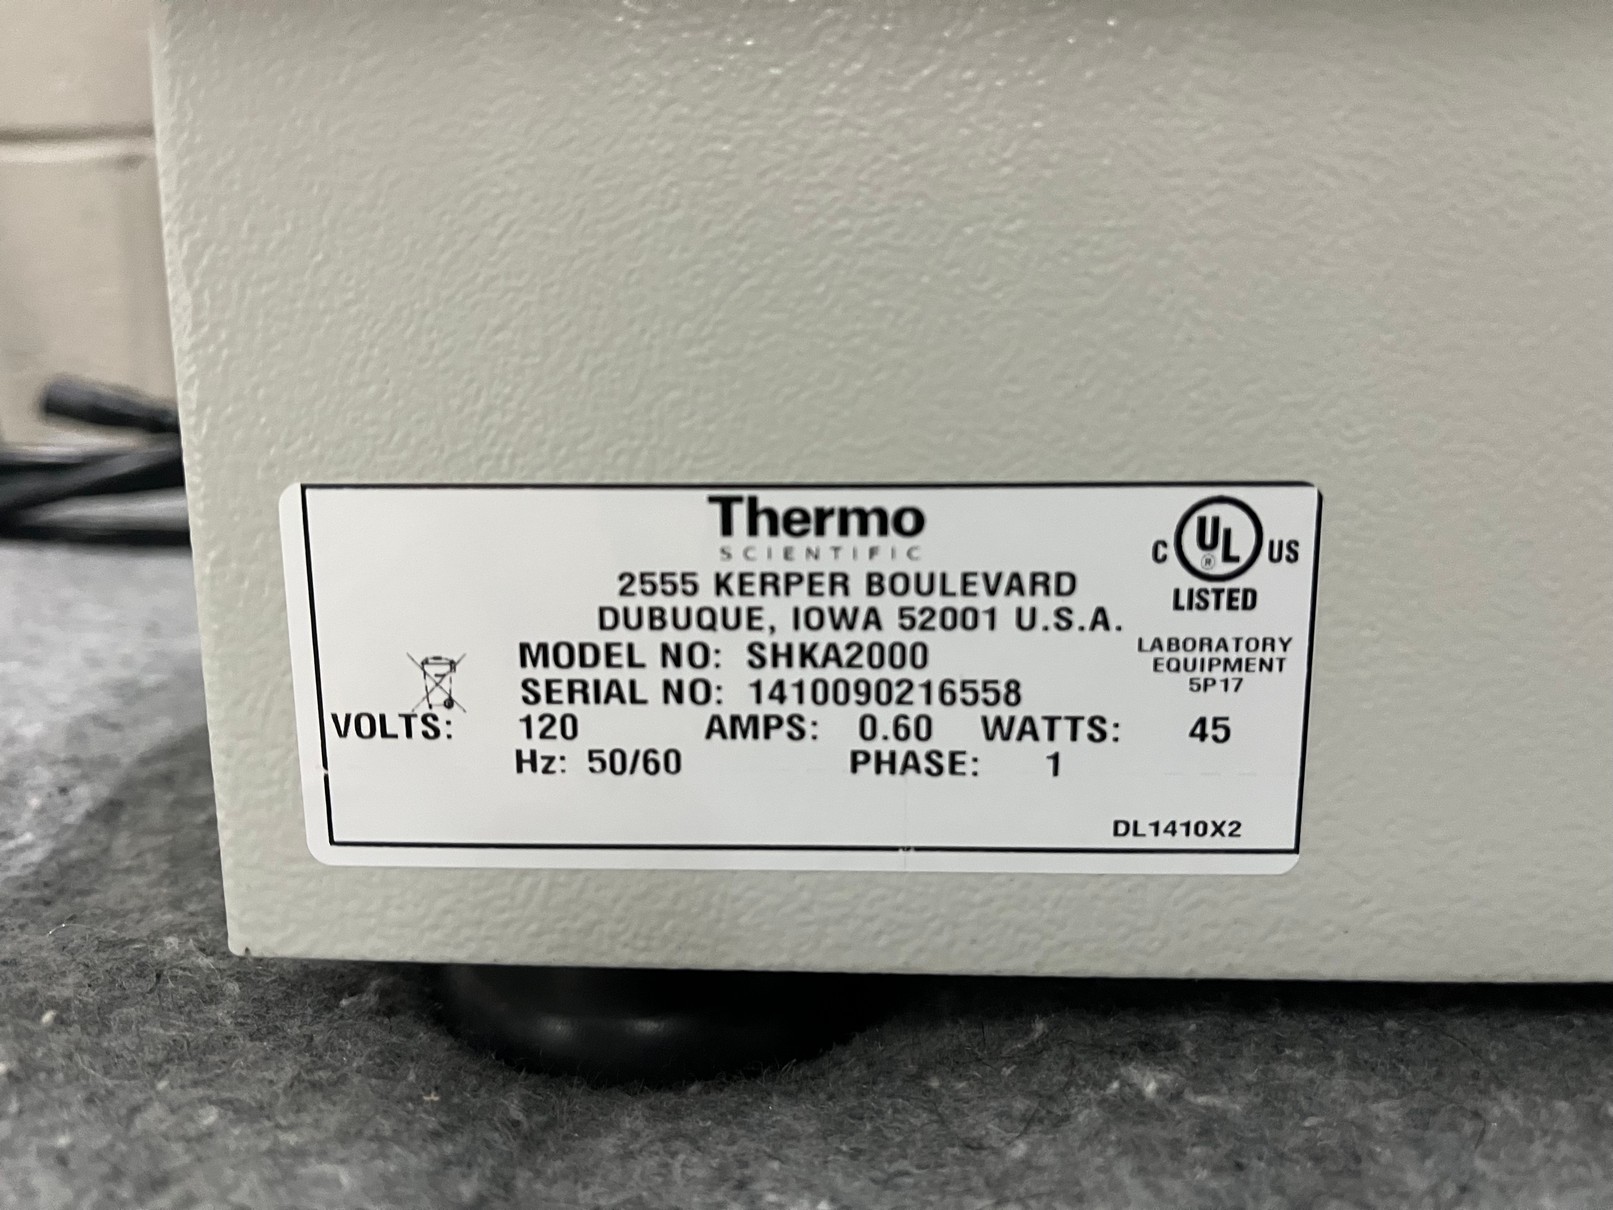 Thermo
SCIENTIFIC
2555 KERPER BOULEVARD
DUBUQUE, IOWA 52001 U.S.A.
MODEL NO: SHKA2000
SERIAL NO: 1410090216558
VOLTS: 120 AMPS: 0.60 WATTS: 45
Hz: 50/60 PHASE: 1
C UL ® US
LISTED
LABORATORY
EQUIPMENT
5P17
DL1410X2